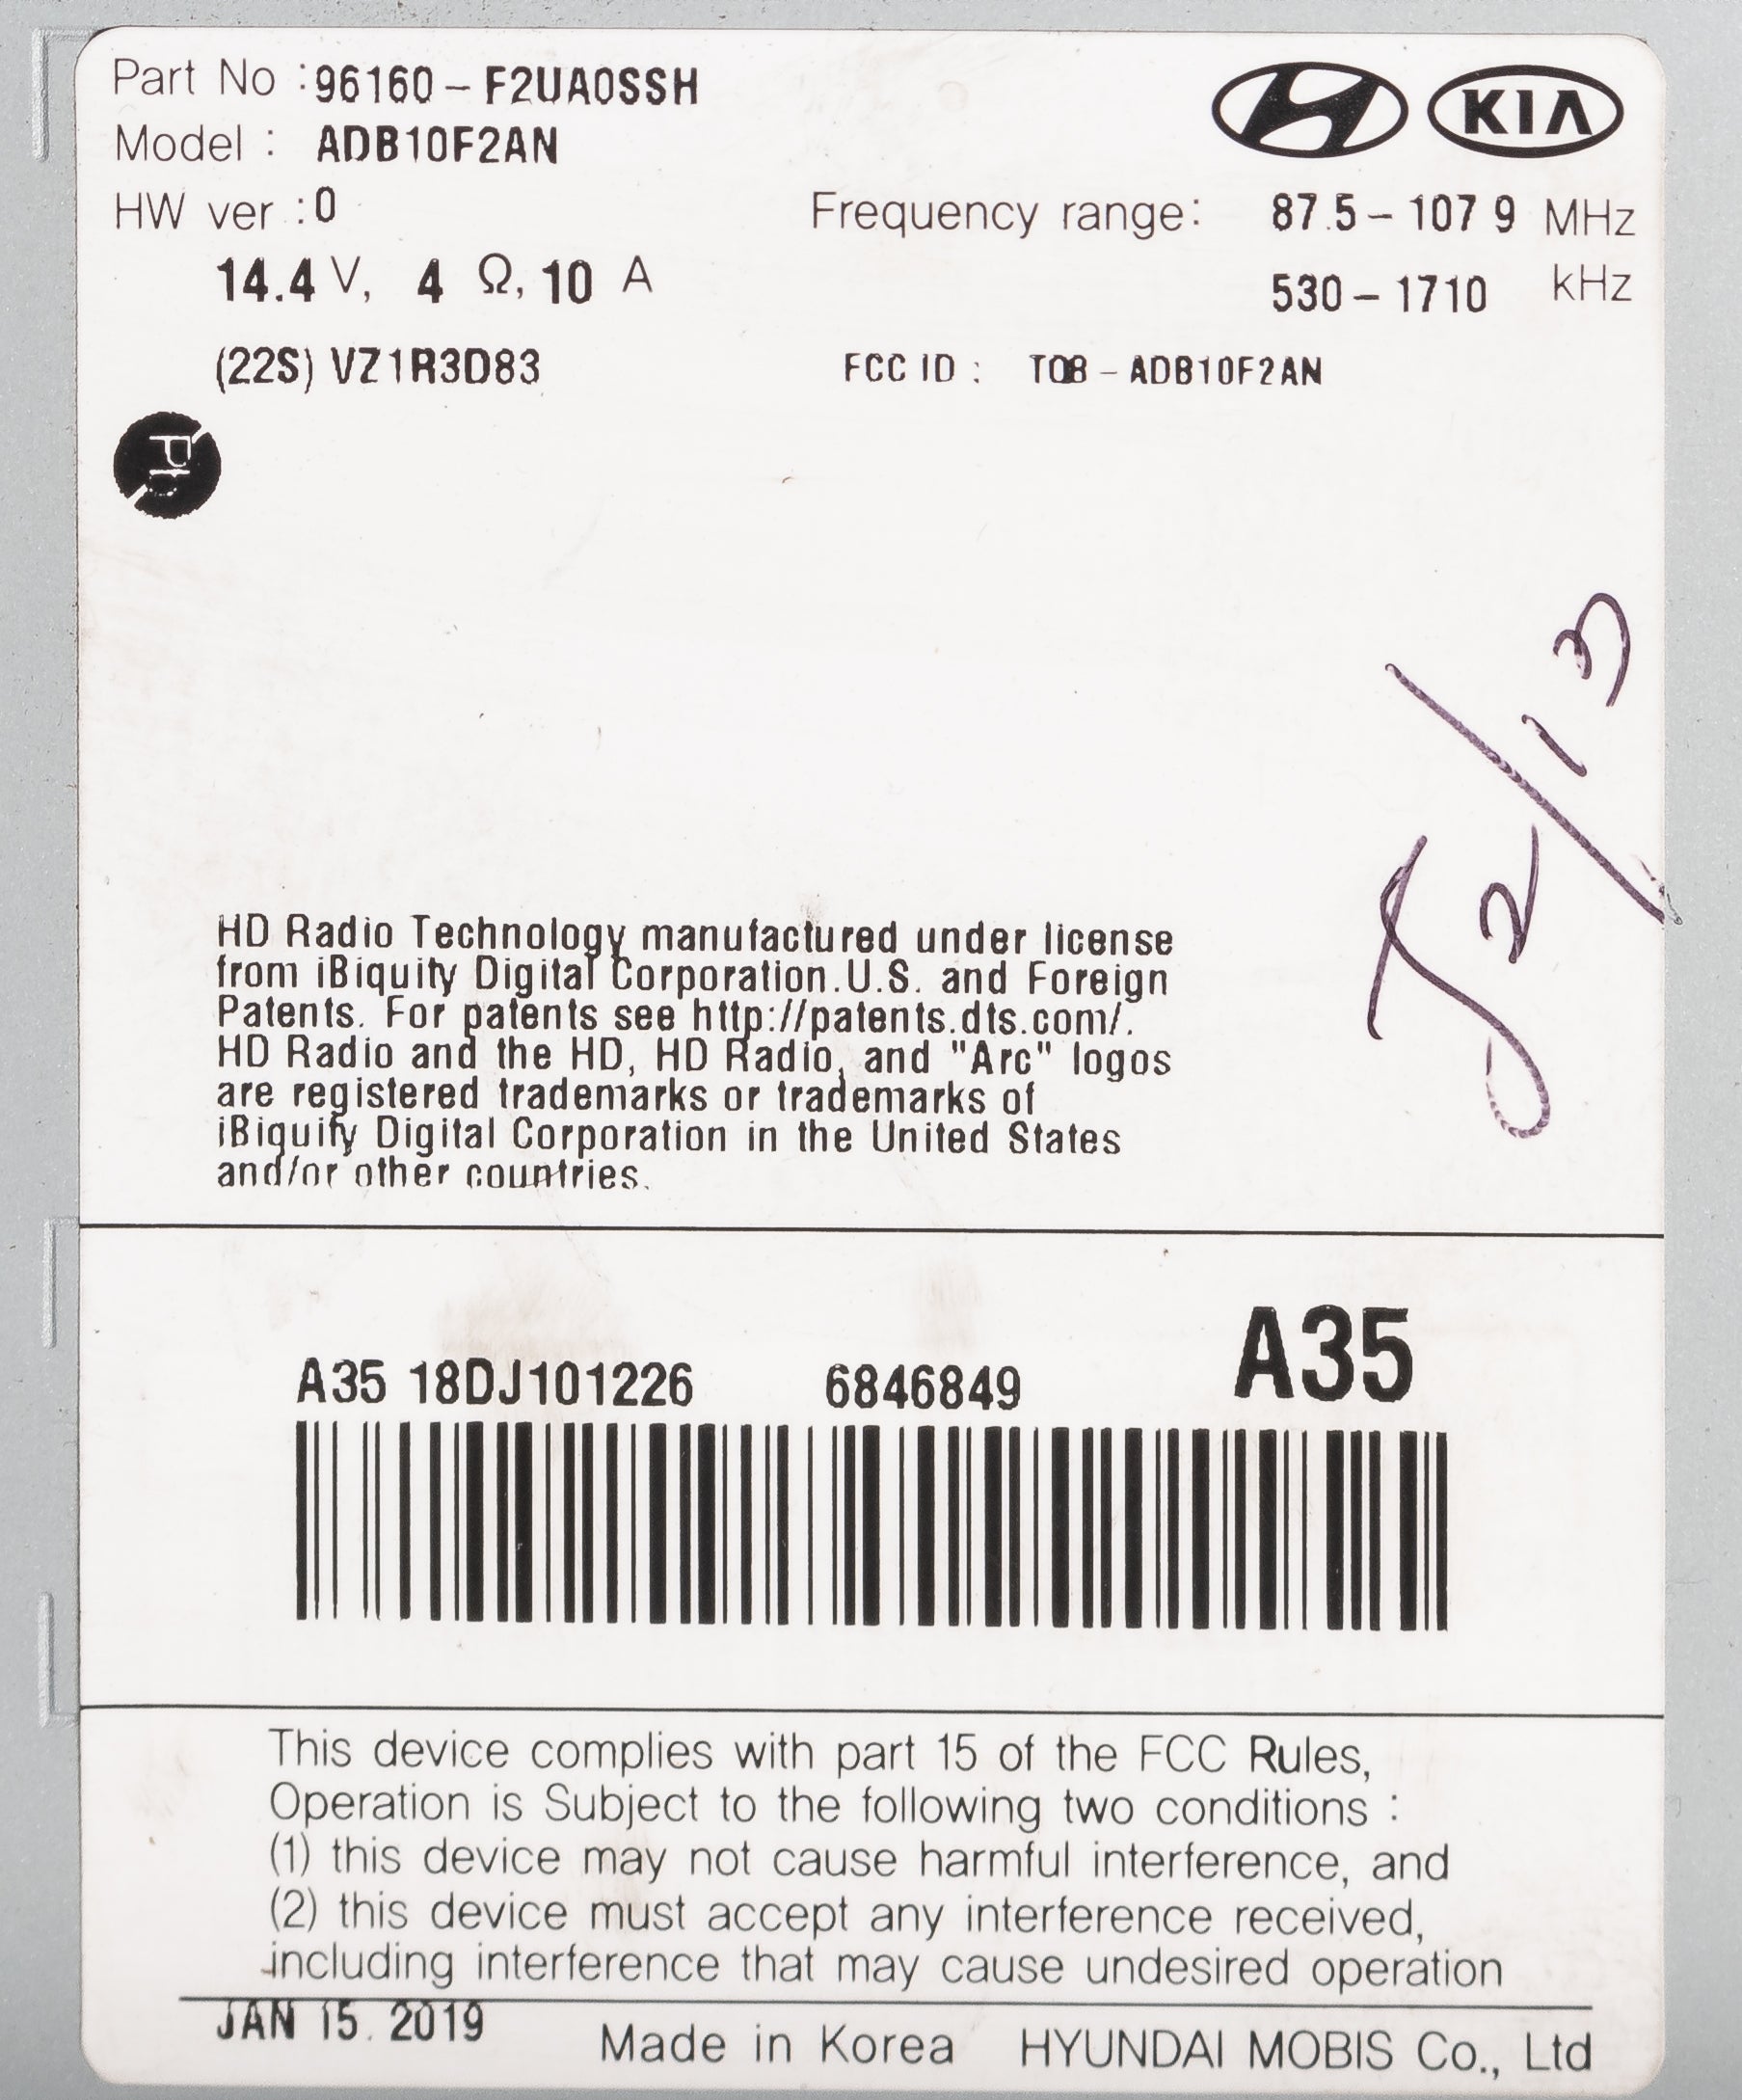 Part No : 96160 - F2UA0SSH
KIA
Model : ADB10F2AN
HW ver : 0
Frequency range: 87.5 - 107 9 MHz
14.4 V, 4 Ω, 10 A
530 - 1710 kHz
(22S) VZ1R3D83
FCC ID : TQ8 - ADB10F2AN
HD Radio Technology manufactured under license
from iBiquity Digital Corporation.U.S. and Foreign
Patents. For patents see http://patents.dts.com/.
HD Radio and the HD, HD Radio, and "Arc" logos
are registered trademarks or trademarks of
iBiquity Digital Corporation in the United States
and/or other countries.
A35
A35 18DJ101226 6846849
This device complies with part 15 of the FCC Rules,
Operation is Subject to the following two conditions :
(1) this device may not cause harmful interference, and
(2) this device must accept any interference received,
including interference that may cause undesired operation
JAN 15. 2019
Made in Korea HYUNDAI MOBIS Co., Ltd